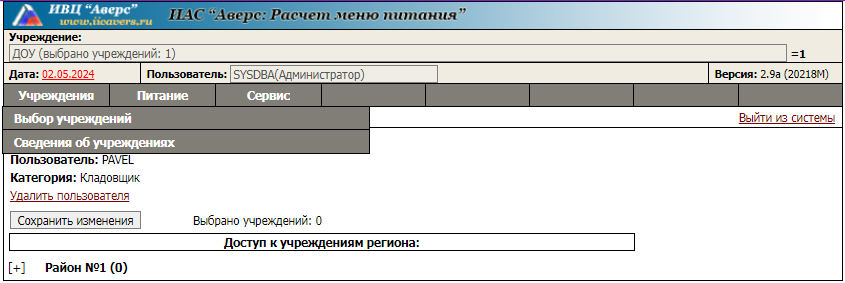 ИВЦ "Аверс"
www.iicavers.ru
ИАС "Аверс: Расчет меню питания"
Учреждение:
ДОУ (выбрано учреждений: 1) =1
Дата: 02.05.2024 Пользователь: SYSDBA(Администратор) Версия: 2.9a (20218M)
Учреждения Питание Сервис
Выбор учреждений
Выйти из системы
Сведения об учреждениях
Пользователь: PAVEL
Категория: Кладовщик
Удалить пользователя
Сохранить изменения Выбрано учреждений: 0
Доступ к учреждениям региона:
[+] Район №1 (0)